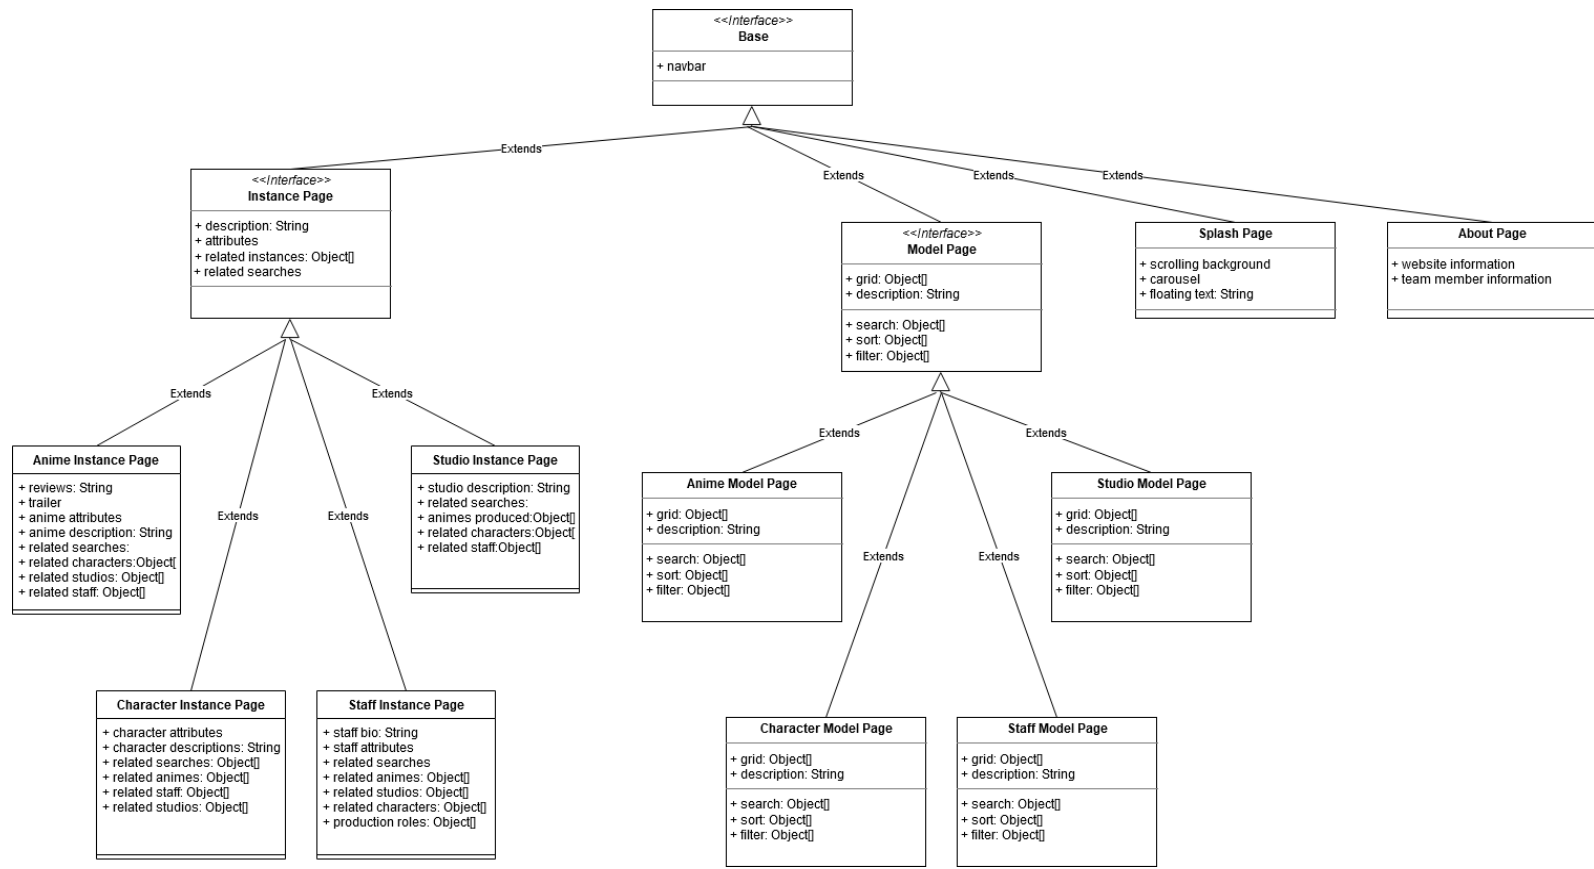 <<Interface>>
Base
+ navbar
Extends
Extends
Extends
Extends
<<Interface>>
Instance Page
+ description: String
+ attributes
+ related instances: Object[]
+ related searches
<<Interface>>
Model Page
+ grid: Object[]
+ description: String
+ search: Object[]
+ sort: Object[]
+ filter: Object[]
Splash Page
+ scrolling background
+ carousel
+ floating text: String
About Page
+ website information
+ team member information
Extends
Extends
Extends
Extends
Anime Instance Page
+ reviews: String
+ trailer
+ anime attributes
+ anime description: String
+ related searches:
+ related characters:Object[
+ related studios: Object[]
+ related staff: Object[]
Studio Instance Page
+ studio description: String
+ related searches:
+ animes produced:Object[]
+ related characters:Object[
+ related staff:Object[]
Character Instance Page
+ character attributes
+ character descriptions: String
+ related searches: Object[]
+ related animes: Object[]
+ related staff: Object[]
+ related studios: Object[]
Staff Instance Page
+ staff bio: String
+ staff attributes
+ related searches
+ related animes: Object[]
+ related studios: Object[]
+ related characters: Object[]
+ production roles: Object[]
Extends
Extends
Extends
Extends
Anime Model Page
+ grid: Object[]
+ description: String
+ search: Object[]
+ sort: Object[]
+ filter: Object[]
Studio Model Page
+ grid: Object[]
+ description: String
+ search: Object[]
+ sort: Object[]
+ filter: Object[]
Character Model Page
+ grid: Object[]
+ description: String
+ search: Object[]
+ sort: Object[]
+ filter: Object[]
Staff Model Page
+ grid: Object[]
+ description: String
+ search: Object[]
+ sort: Object[]
+ filter: Object[]